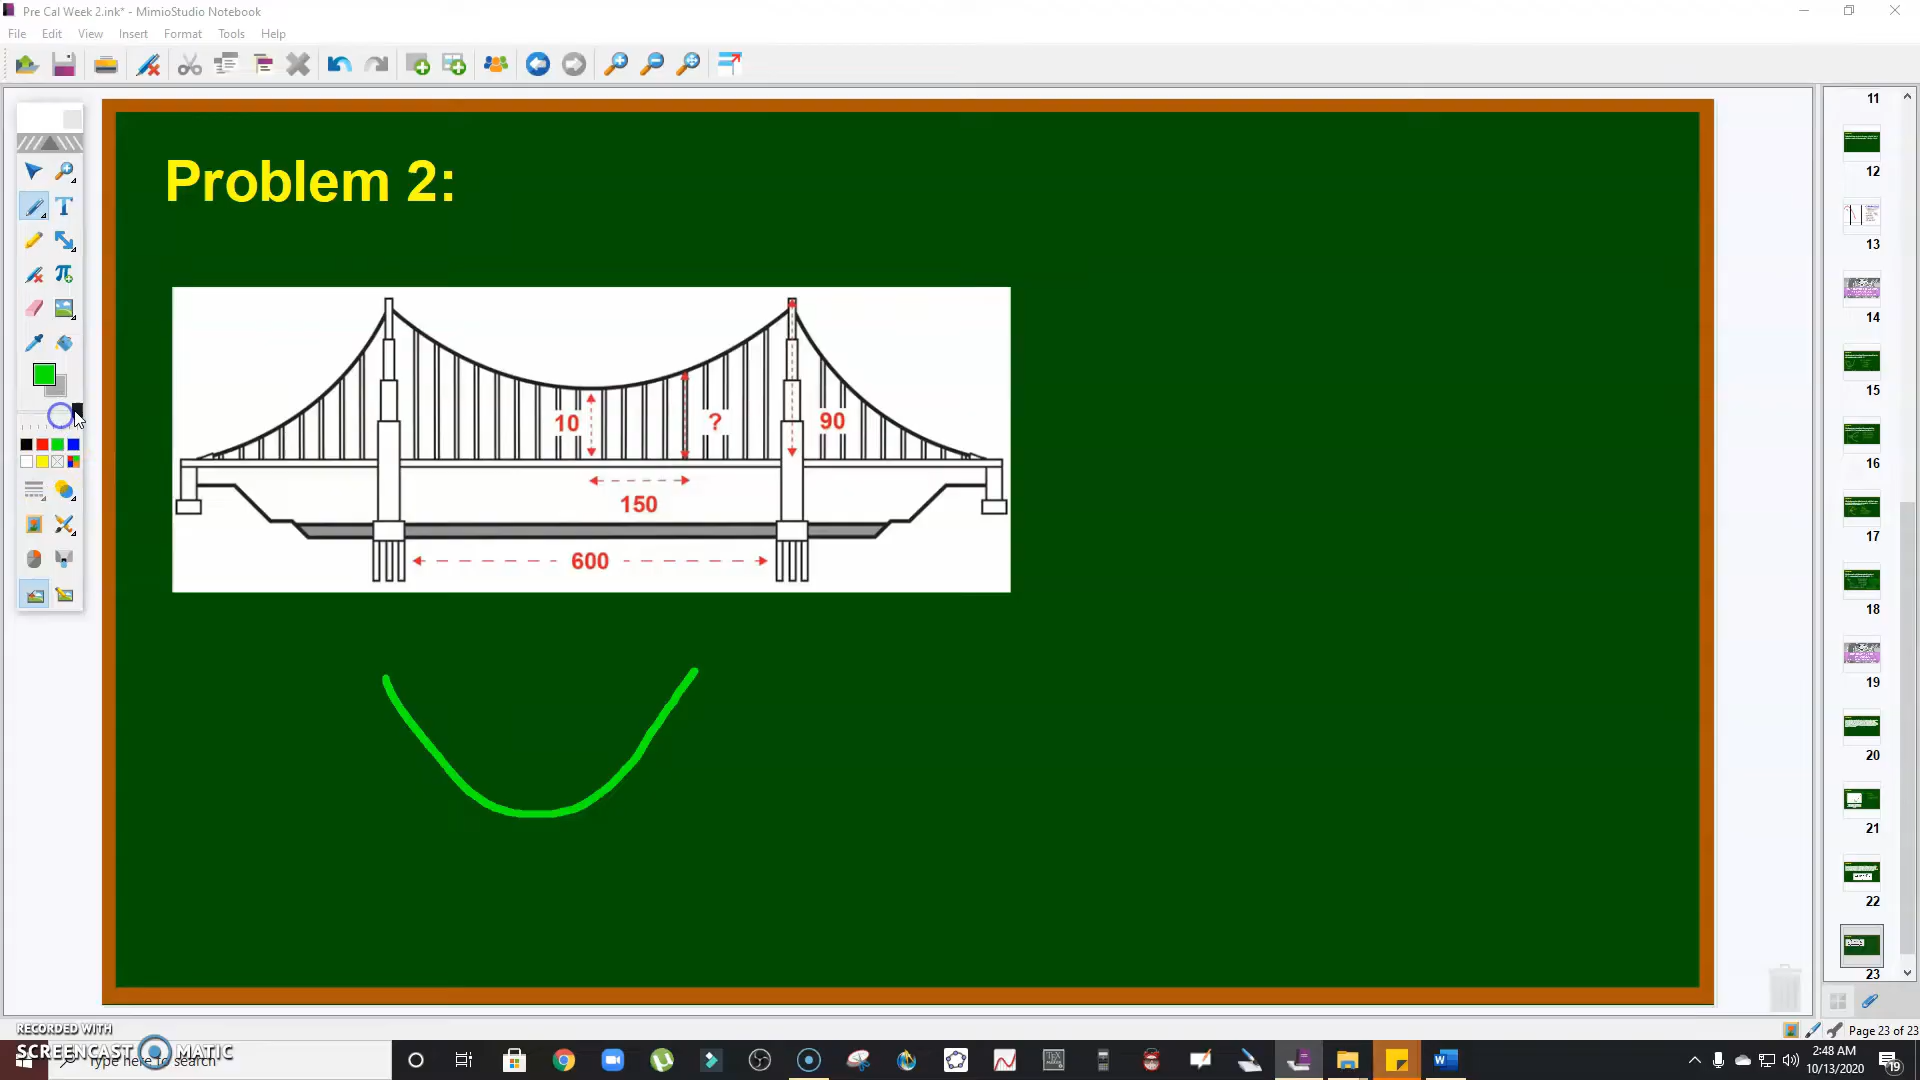 Pre Cal Week 2.ink* - MimioStudio Notebook
File Edit View Insert Format Tools Help
11
12
13
14
15
16
17
18
19
20
21
22
23
Problem 2:
10
?
90
150
600
Page 23 of 23
RECORDED WITH
SCREENCAST MATIC
Type here to search
2:48 AM
10/13/2020
19